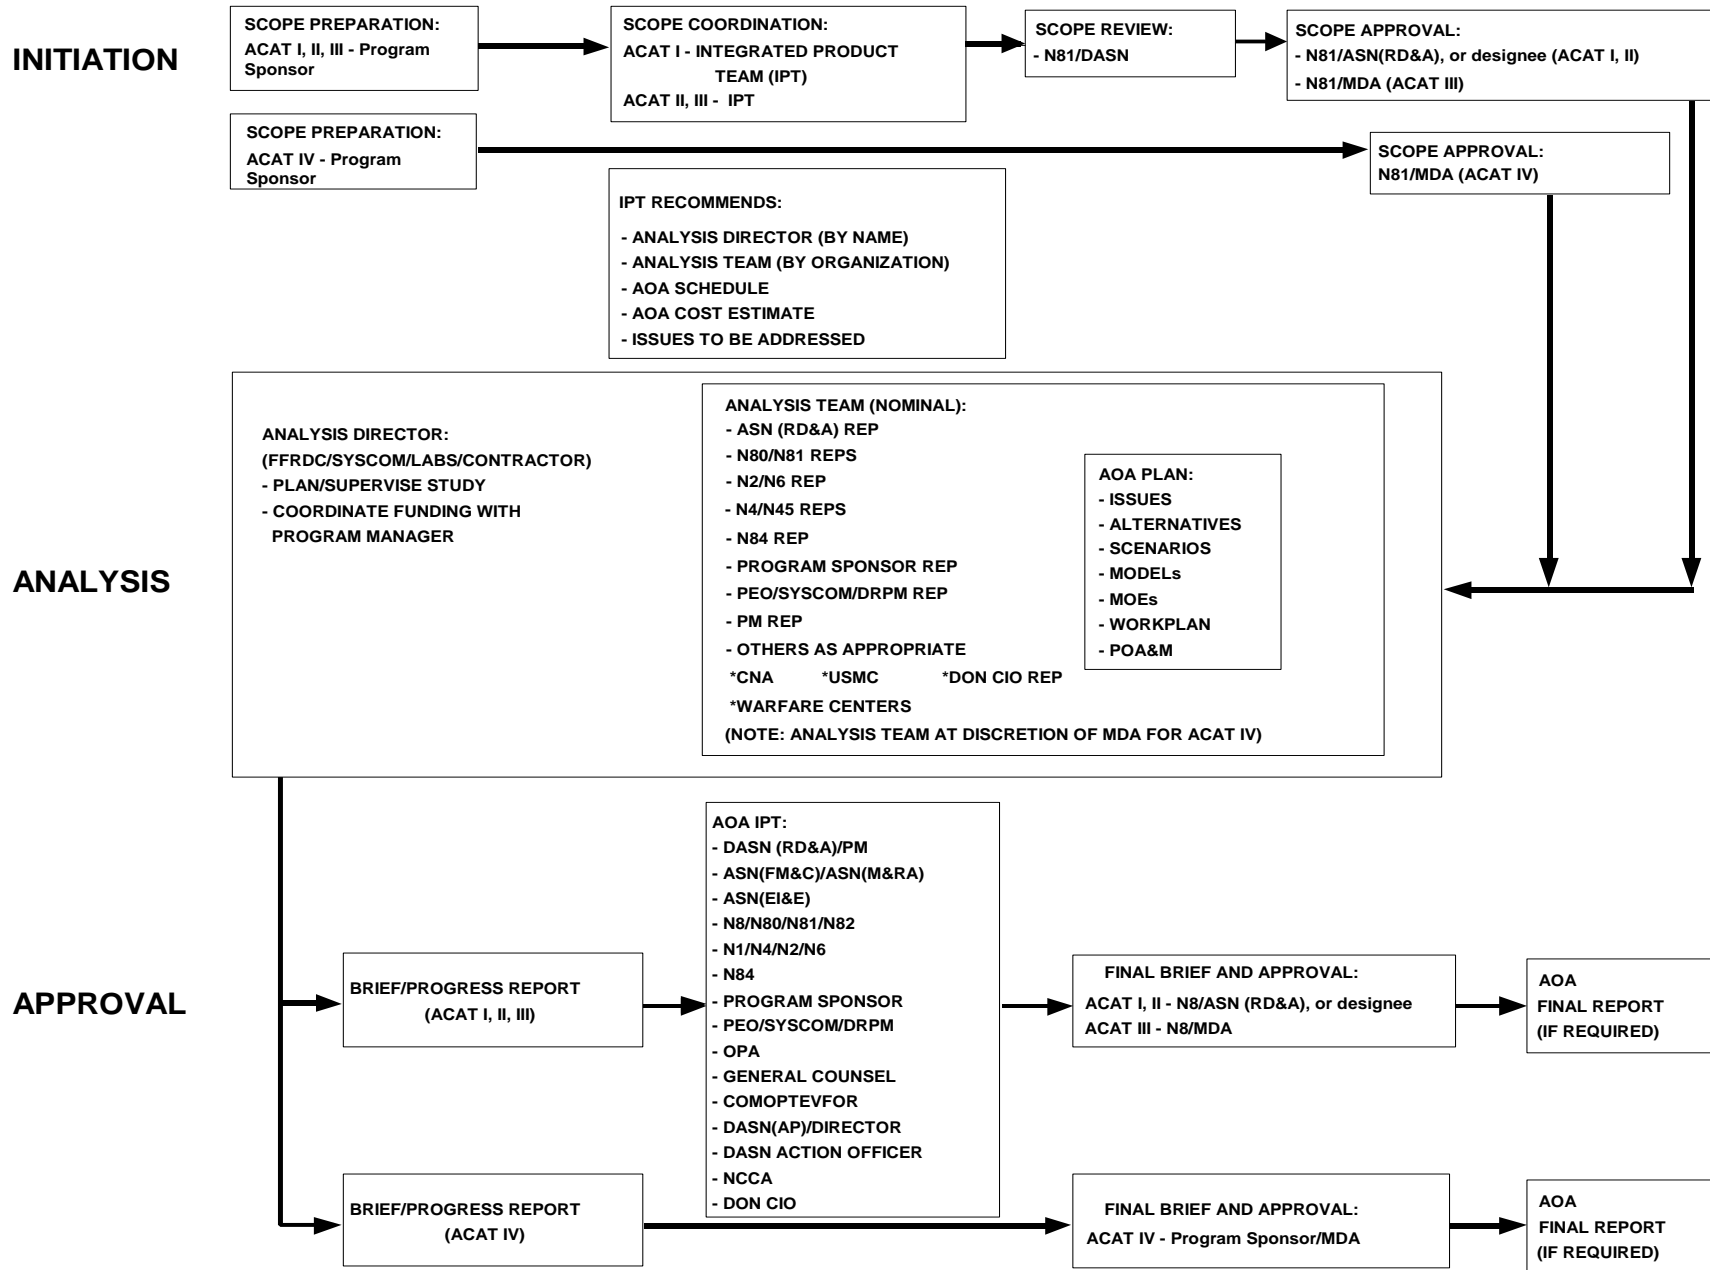 INITIATION
SCOPE PREPARATION:
ACAT I, II, III - Program
Sponsor
SCOPE COORDINATION:
ACAT I - INTEGRATED PRODUCT
TEAM (IPT)
ACAT II, III - IPT
SCOPE REVIEW:
- N81/DASN
SCOPE APPROVAL:
- N81/ASN(RD&A), or designee (ACAT I, II)
- N81/MDA (ACAT III)
SCOPE PREPARATION:
ACAT IV - Program
Sponsor
SCOPE APPROVAL:
N81/MDA (ACAT IV)
IPT RECOMMENDS:
- ANALYSIS DIRECTOR (BY NAME)
- ANALYSIS TEAM (BY ORGANIZATION)
- AOA SCHEDULE
- AOA COST ESTIMATE
- ISSUES TO BE ADDRESSED
ANALYSIS
ANALYSIS DIRECTOR:
(FFRDC/SYSCOM/LABS/CONTRACTOR)
- PLAN/SUPERVISE STUDY
- COORDINATE FUNDING WITH
PROGRAM MANAGER
ANALYSIS TEAM (NOMINAL):
- ASN (RD&A) REP
- N80/N81 REPS
- N2/N6 REP
- N4/N45 REPS
- N84 REP
- PROGRAM SPONSOR REP
- PEO/SYSCOM/DRPM REP
- PM REP
- OTHERS AS APPROPRIATE
*CNA *USMC *DON CIO REP
*WARFARE CENTERS
(NOTE: ANALYSIS TEAM AT DISCRETION OF MDA FOR ACAT IV)
AOA PLAN:
- ISSUES
- ALTERNATIVES
- SCENARIOS
- MODELs
- MOEs
- WORKPLAN
- POA&M
APPROVAL
BRIEF/PROGRESS REPORT
(ACAT I, II, III)
AOA IPT:
- DASN (RD&A)/PM
- ASN(FM&C)/ASN(M&RA)
- ASN(EI&E)
- N8/N80/N81/N82
- N1/N4/N2/N6
- N84
- PROGRAM SPONSOR
- PEO/SYSCOM/DRPM
- OPA
- GENERAL COUNSEL
- COMOPTEVFOR
- DASN(AP)/DIRECTOR
- DASN ACTION OFFICER
- NCCA
- DON CIO
FINAL BRIEF AND APPROVAL:
ACAT I, II - N8/ASN (RD&A), or designee
ACAT III - N8/MDA
AOA
FINAL REPORT
(IF REQUIRED)
BRIEF/PROGRESS REPORT
(ACAT IV)
FINAL BRIEF AND APPROVAL:
ACAT IV - Program Sponsor/MDA
AOA
FINAL REPORT
(IF REQUIRED)